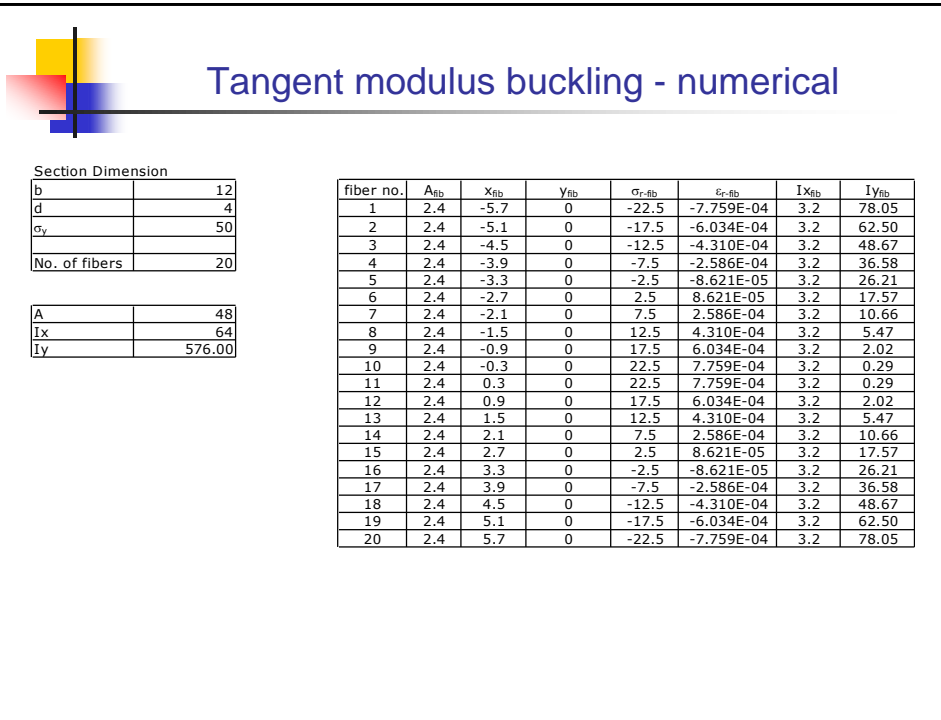 Tangent modulus buckling - numerical
Section Dimension
b 12
d 4
σy 50
No. of fibers 20
A 48
Ix 64
Iy 576.00
fiber no. Afib xfib yfib σr-fib εr-fib Ixfib Iyfib
1 2.4 -5.7 0 -22.5 -7.759E-04 3.2 78.05
2 2.4 -5.1 0 -17.5 -6.034E-04 3.2 62.50
3 2.4 -4.5 0 -12.5 -4.310E-04 3.2 48.67
4 2.4 -3.9 0 -7.5 -2.586E-04 3.2 36.58
5 2.4 -3.3 0 -2.5 -8.621E-05 3.2 26.21
6 2.4 -2.7 0 2.5 8.621E-05 3.2 17.57
7 2.4 -2.1 0 7.5 2.586E-04 3.2 10.66
8 2.4 -1.5 0 12.5 4.310E-04 3.2 5.47
9 2.4 -0.9 0 17.5 6.034E-04 3.2 2.02
10 2.4 -0.3 0 22.5 7.759E-04 3.2 0.29
11 2.4 0.3 0 22.5 7.759E-04 3.2 0.29
12 2.4 0.9 0 17.5 6.034E-04 3.2 2.02
13 2.4 1.5 0 12.5 4.310E-04 3.2 5.47
14 2.4 2.1 0 7.5 2.586E-04 3.2 10.66
15 2.4 2.7 0 2.5 8.621E-05 3.2 17.57
16 2.4 3.3 0 -2.5 -8.621E-05 3.2 26.21
17 2.4 3.9 0 -7.5 -2.586E-04 3.2 36.58
18 2.4 4.5 0 -12.5 -4.310E-04 3.2 48.67
19 2.4 5.1 0 -17.5 -6.034E-04 3.2 62.50
20 2.4 5.7 0 -22.5 -7.759E-04 3.2 78.05